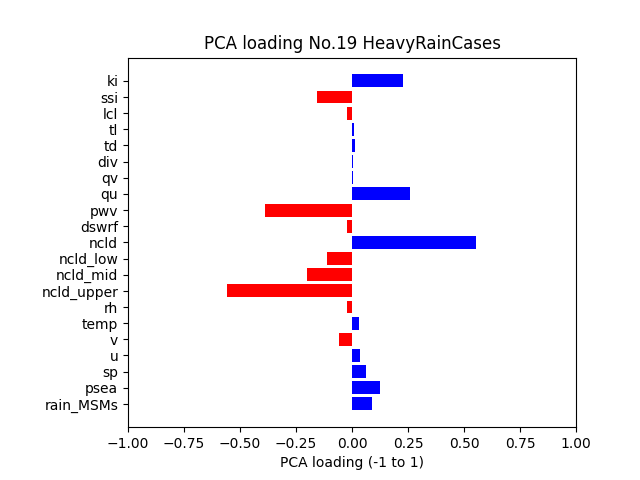 PCA loading No.19 HeavyRainCases
ki
ssi
lcl
tl
td
div
qv
qu
pwv
dswrf
ncld
ncld_low
ncld_mid
ncld_upper
rh
temp
v
u
sp
psea
rain_MSMs
−1.00 −0.75 −0.50 −0.25 0.00 0.25 0.50 0.75 1.00
PCA loading (-1 to 1)